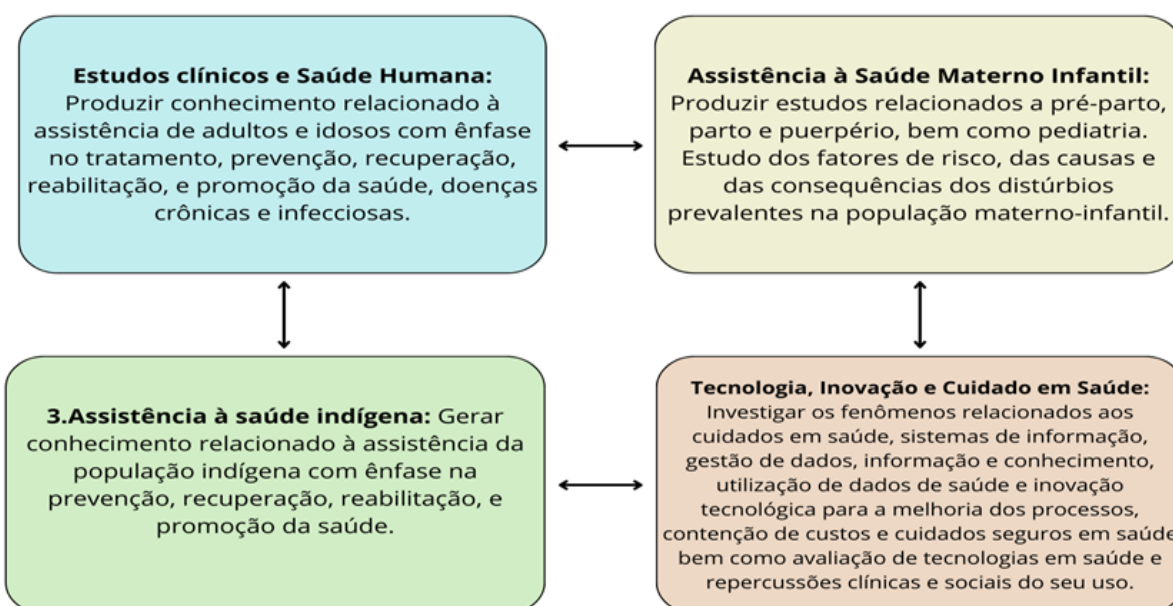 Estudos clínicos e Saúde Humana:
Produzir conhecimento relacionado à
assistência de adultos e idosos com ênfase
no tratamento, prevenção, recuperação,
reabilitação, e promoção da saúde, doenças
crônicas e infecciosas.
Assistência à Saúde Materno Infantil:
Produzir estudos relacionados a pré-parto,
parto e puerpério, bem como pediatria.
Estudo dos fatores de risco, das causas e
das consequências dos distúrbios
prevalentes na população materno-infantil.
3.Assistência à saúde indígena: Gerar
conhecimento relacionado à assistência da
população indígena com ênfase na
prevenção, recuperação, reabilitação, e
promoção da saúde.
Tecnologia, Inovação e Cuidado em Saúde:
Investigar os fenômenos relacionados aos
cuidados em saúde, sistemas de informação,
gestão de dados, informação e conhecimento,
utilização de dados de saúde e inovação
tecnológica para a melhoria dos processos,
contenção de custos e cuidados seguros em saúde
bem como avaliação de tecnologias em saúde e
repercussões clínicas e sociais do seu uso.